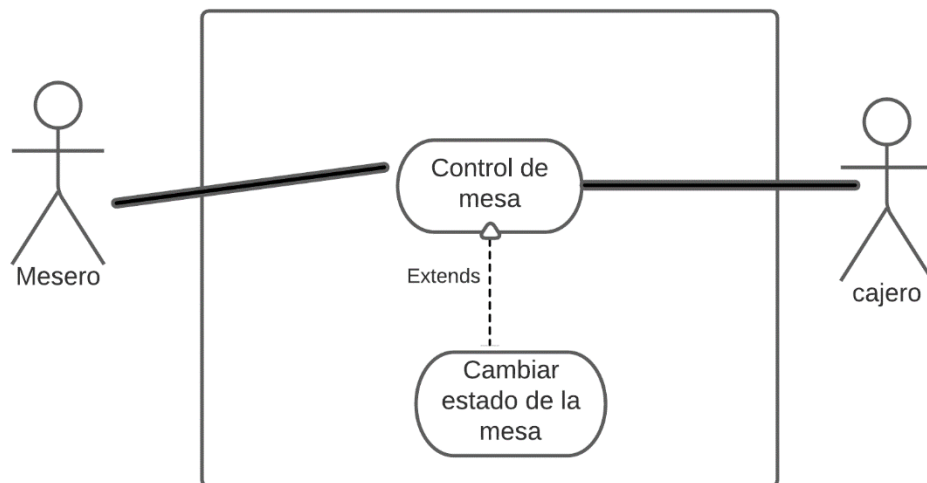 Control de
mesa
Mesero
Extends
cajero
Cambiar
estado de la
mesa